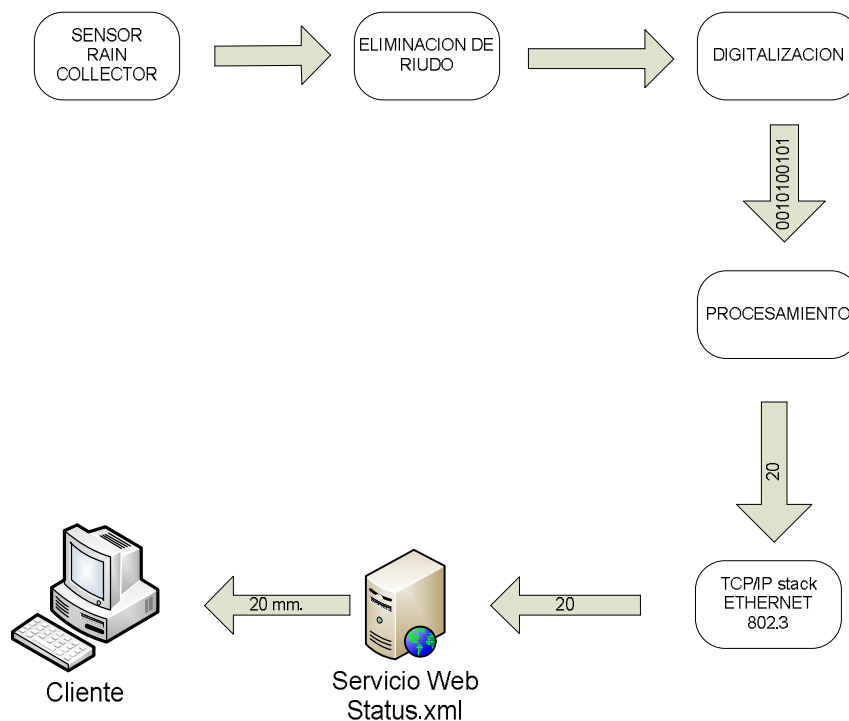 SENSOR
RAIN
COLLECTOR
ELIMINACION DE
RIUDO
DIGITALIZACION
0010100101
PROCESAMIENTO
20
TCP/IP stack
ETHERNET
802.3
20
20 mm.
Servicio Web
Status.xml
Cliente